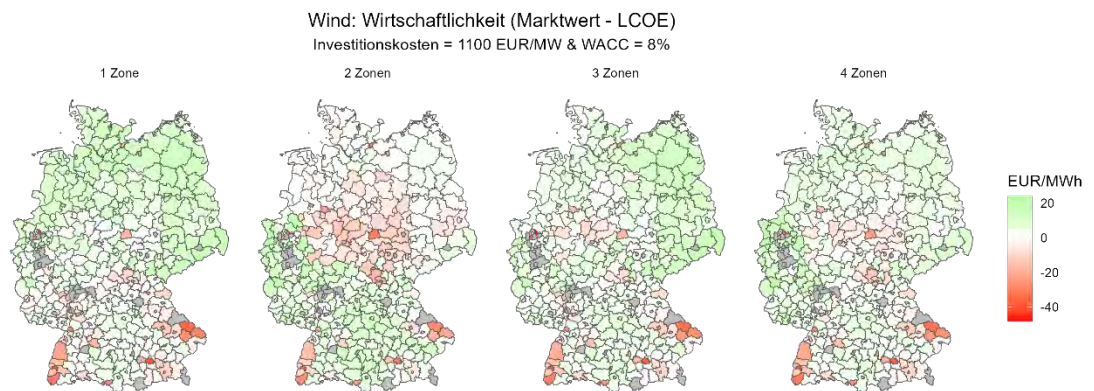 Wind: Wirtschaftlichkeit (Marktwert - LCOE)
Investitionskosten = 1100 EUR/MW & WACC = 8%
1 Zone
2 Zonen
3 Zonen
4 Zonen
EUR/MWh
20
0
-20
-40